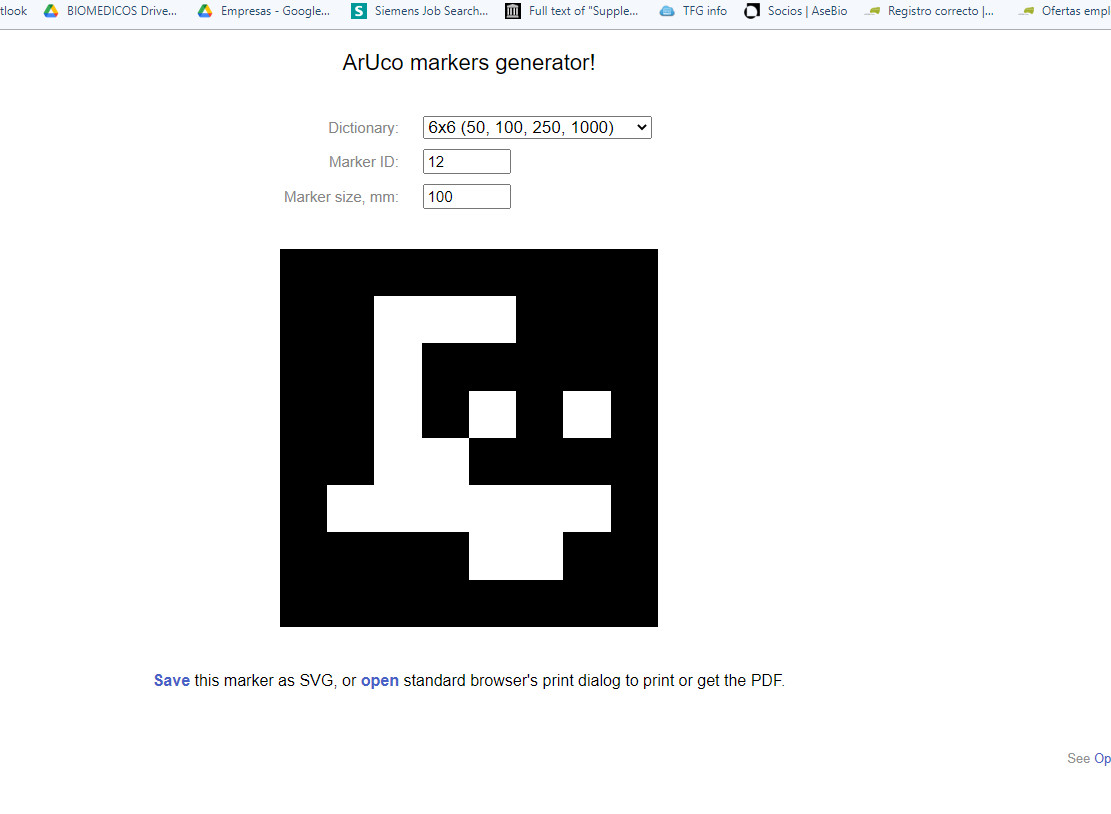 tlook BIOMEDICOS Drive... Empresas - Google... S Siemens Job Search... Full text of "Supple... TFG info Socios | AseBio Registro correcto |... Ofertas empl
ArUco markers generator!
Dictionary: 6x6 (50, 100, 250, 1000)
Marker ID: 12
Marker size, mm: 100
Save this marker as SVG, or open standard browser's print dialog to print or get the PDF.
See Op